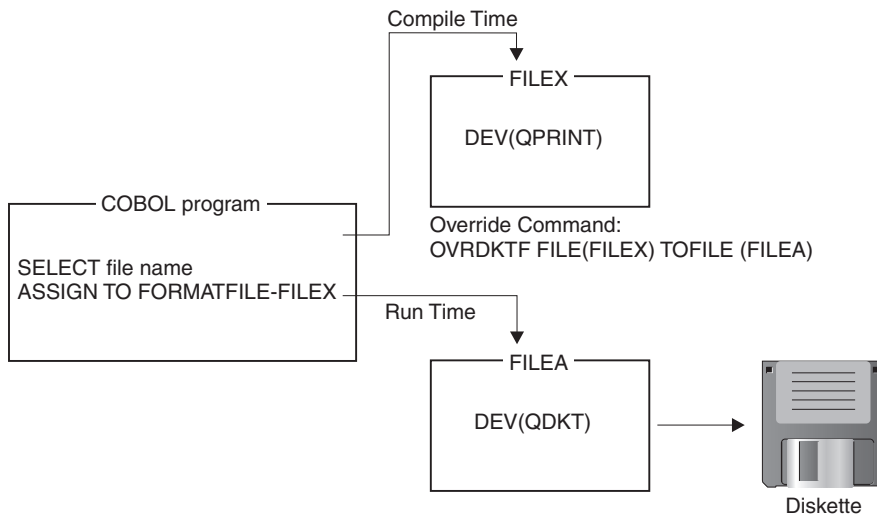 Compile Time
FILEX
DEV(QPRINT)
COBOL program
Override Command:
OVRDKTF FILE(FILEX) TOFILE (FILEA)
SELECT file name
ASSIGN TO FORMATFILE-FILEX
Run Time
FILEA
DEV(QDKT)
Diskette